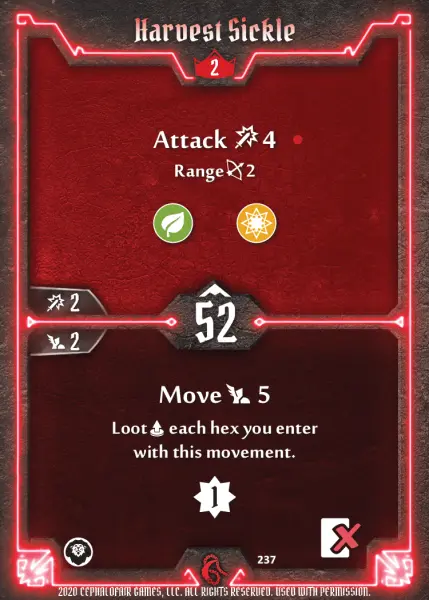 Harvest Sickle
2
Attack 4
Range 2
2
52
2
Move 5
Loot each hex you enter
with this movement.
1
237
2020 CEPHALOFAIR GAMES, LLC. ALL RIGHTS RESERVED. USED WITH PERMISSION.